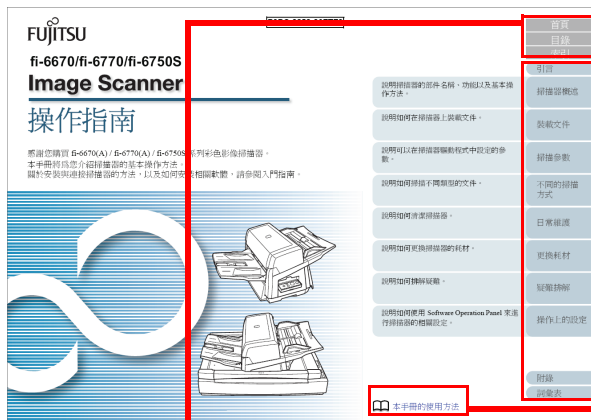 FUJITSU
fi-6670/fi-6770/fi-6750S
Image Scanner
操作指南
感謝您購買 fi-6670(A) / fi-6770(A) / fi-6750S 系列彩色影像掃描器。
本手冊將為您介紹掃描器的基本操作方法。
關於安裝與連接掃描器的方法，以及如何安裝相關軟體，請參閱入門指南。
首頁
目錄
索引
引言
說明掃描器的部件名稱、功能以及基本操
作方法。
掃描器概述
說明如何在掃描器上裝載文件。
裝載文件
說明可以在掃描器驅動程式中設定的參
數。
掃描參數
說明如何掃描不同類型的文件。
不同的掃描
方式
說明如何清潔掃描器。
日常維護
說明如何更換掃描器的耗材。
更換耗材
說明如何排解疑難。
疑難排解
說明如何使用 Software Operation Panel 來進
行掃描器的相關設定。
操作上的設定
附錄
詞彙表
本手冊的使用方法